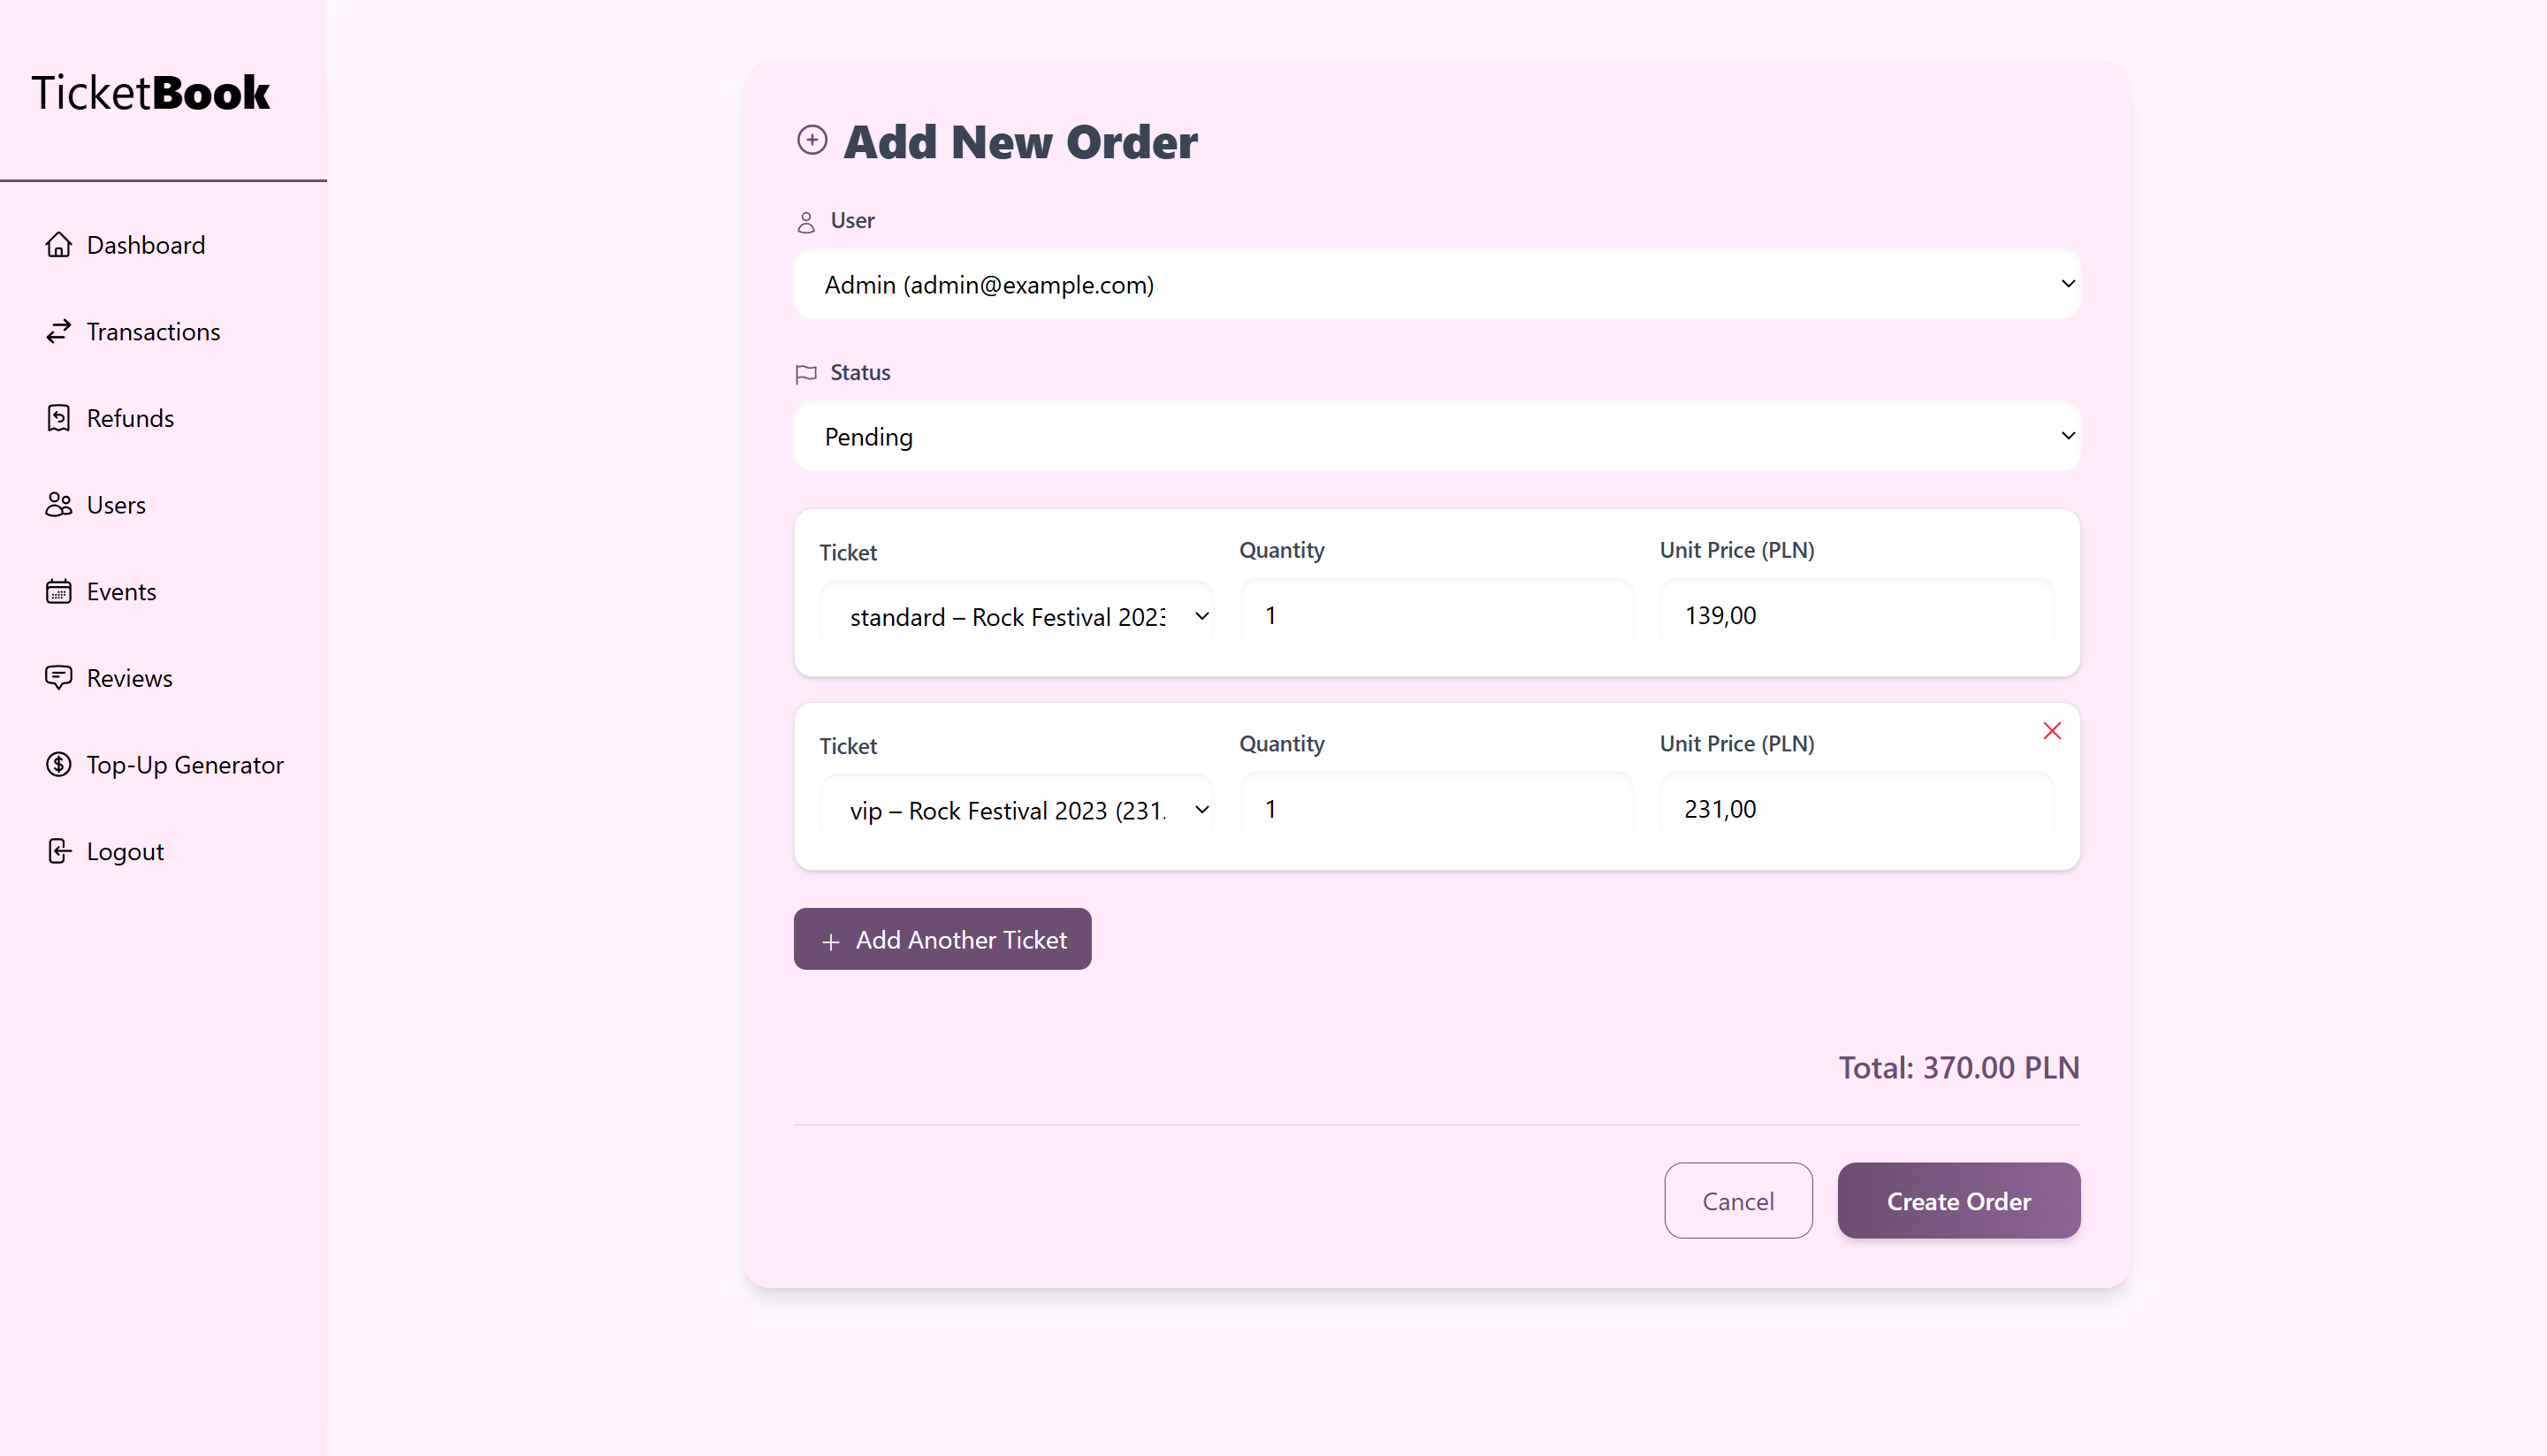 TicketBook
Dashboard
Transactions
Refunds
Users
Events
Reviews
Top-Up Generator
Logout
Add New Order
User
Admin (admin@example.com)
Status
Pending
Ticket Quantity Unit Price (PLN)
standard – Rock Festival 2023 1 139,00
Ticket Quantity Unit Price (PLN)
vip – Rock Festival 2023 (231. 1 231,00
Add Another Ticket
Total: 370.00 PLN
Cancel Create Order